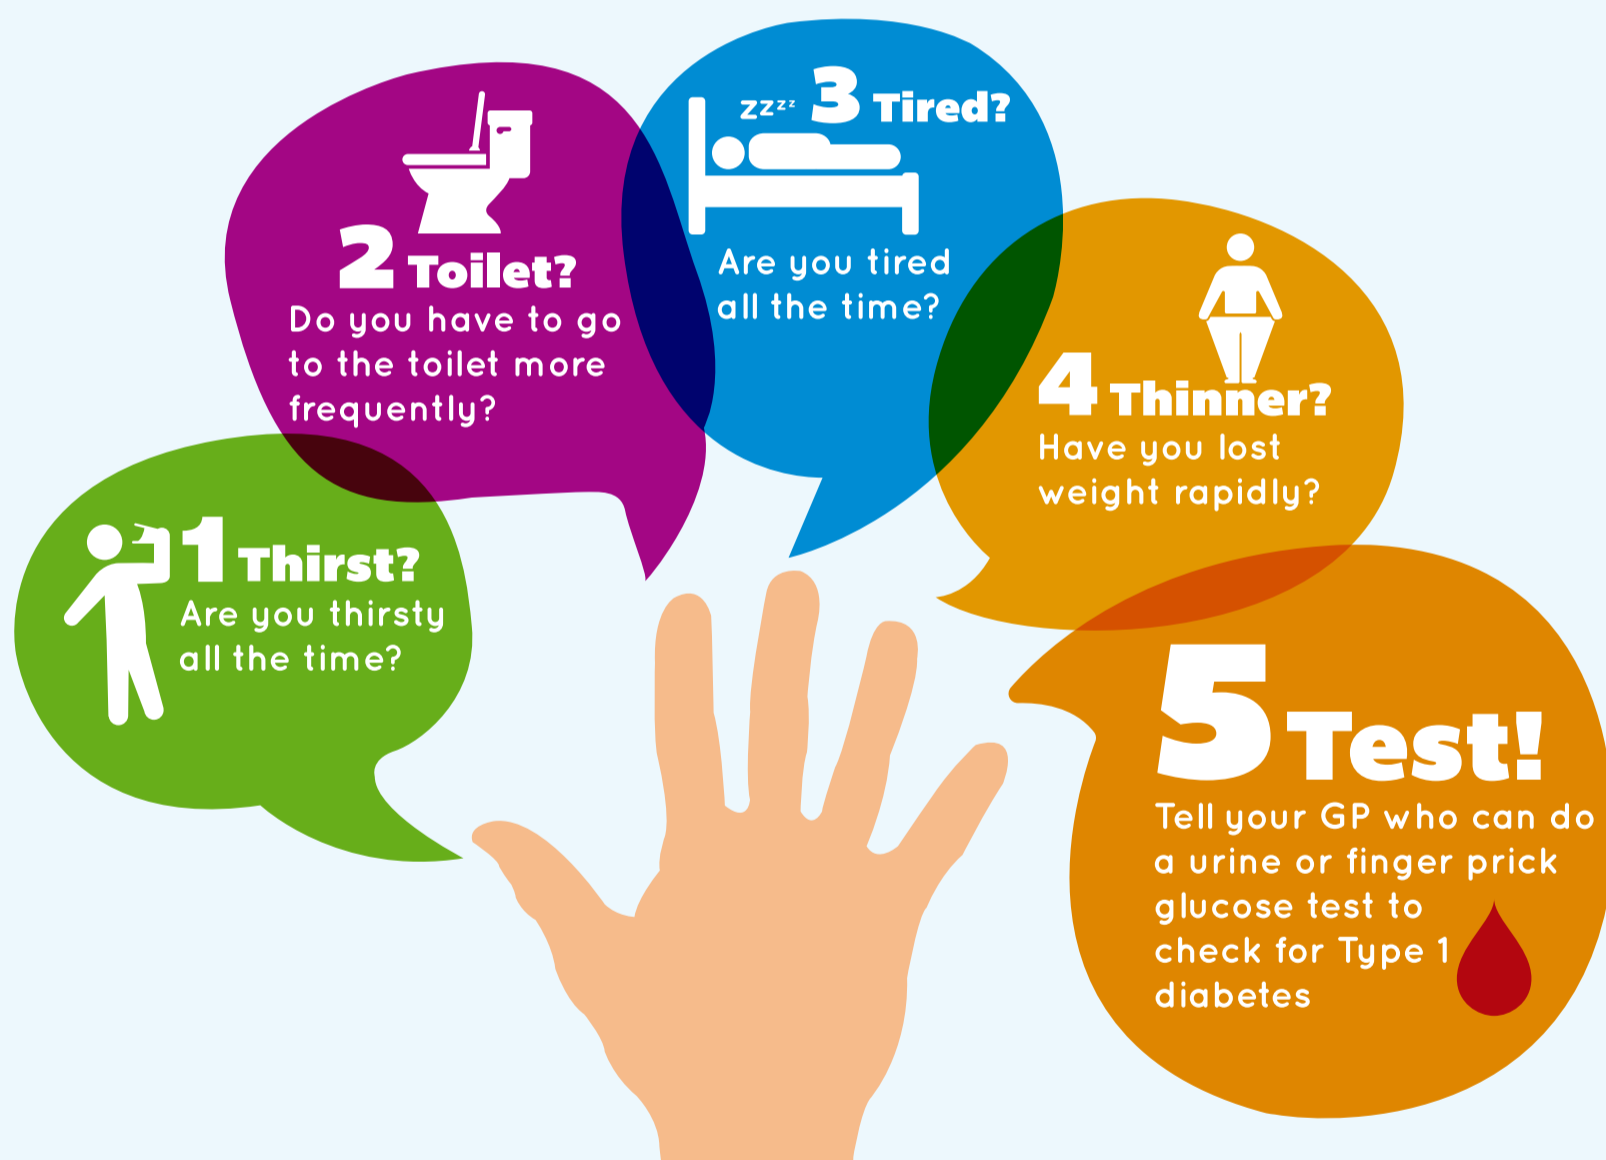 1 Thirst?
Are you thirsty
all the time?
2 Toilet?
Do you have to go
to the toilet more
frequently?
zzzz 3 Tired?
Are you tired
all the time?
4 Thinner?
Have you lost
weight rapidly?
5 Test!
Tell your GP who can do
a urine or finger prick
glucose test to
check for Type 1
diabetes